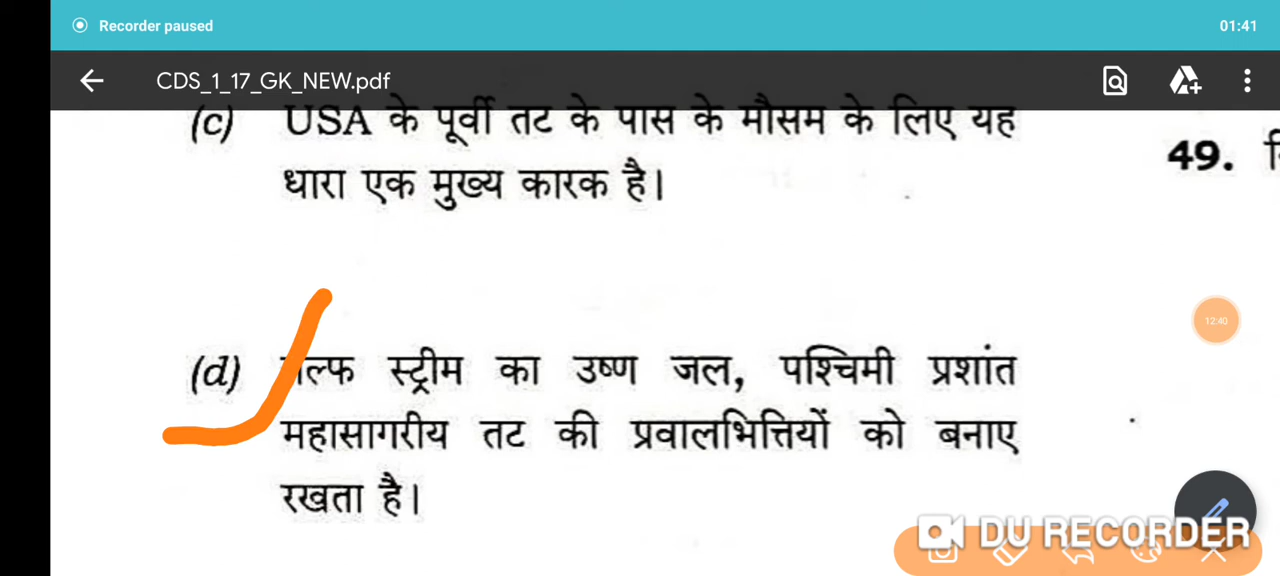 Recorder paused
01:41
CDS_1_17_GK_NEW.pdf
(c) USA के पूर्वी तट के पास के मौसम के लिए यह
49.
धारा एक मुख्य कारक है।
12:40
(d) गल्फ स्ट्रीम का उष्ण जल, पश्चिमी प्रशांत
महासागरीय तट की प्रवालभित्तियों को बनाए
रखता है।
DU RECORDER